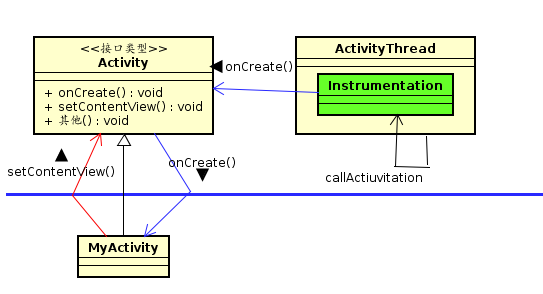 <<接口类型>>
Activity
+ onCreate() : void
+ setContentView() : void
+ 其他() : void
onCreate()
ActivityThread
Instrumentation
callActiuvitation
setContentView()
onCreate()
MyActivity